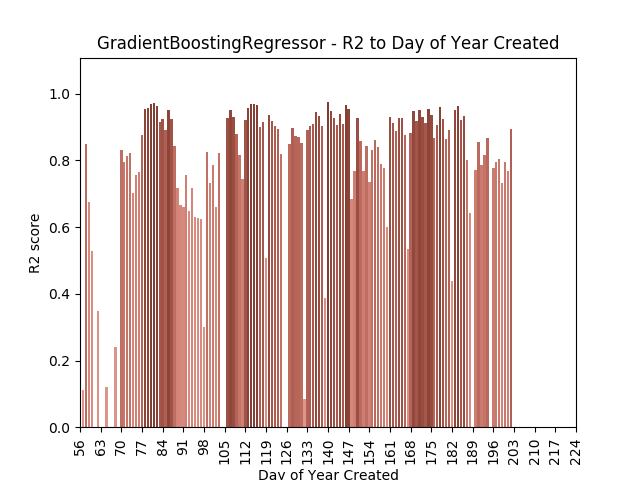 GradientBoostingRegressor - R2 to Day of Year Created
R2 score
1.0
0.8
0.6
0.4
0.2
0.0
56 63 70 77 84 91 98 105 112 119 126 133 140 147 154 161 168 175 182 189 196 203 210 217 224
Day of Year Created